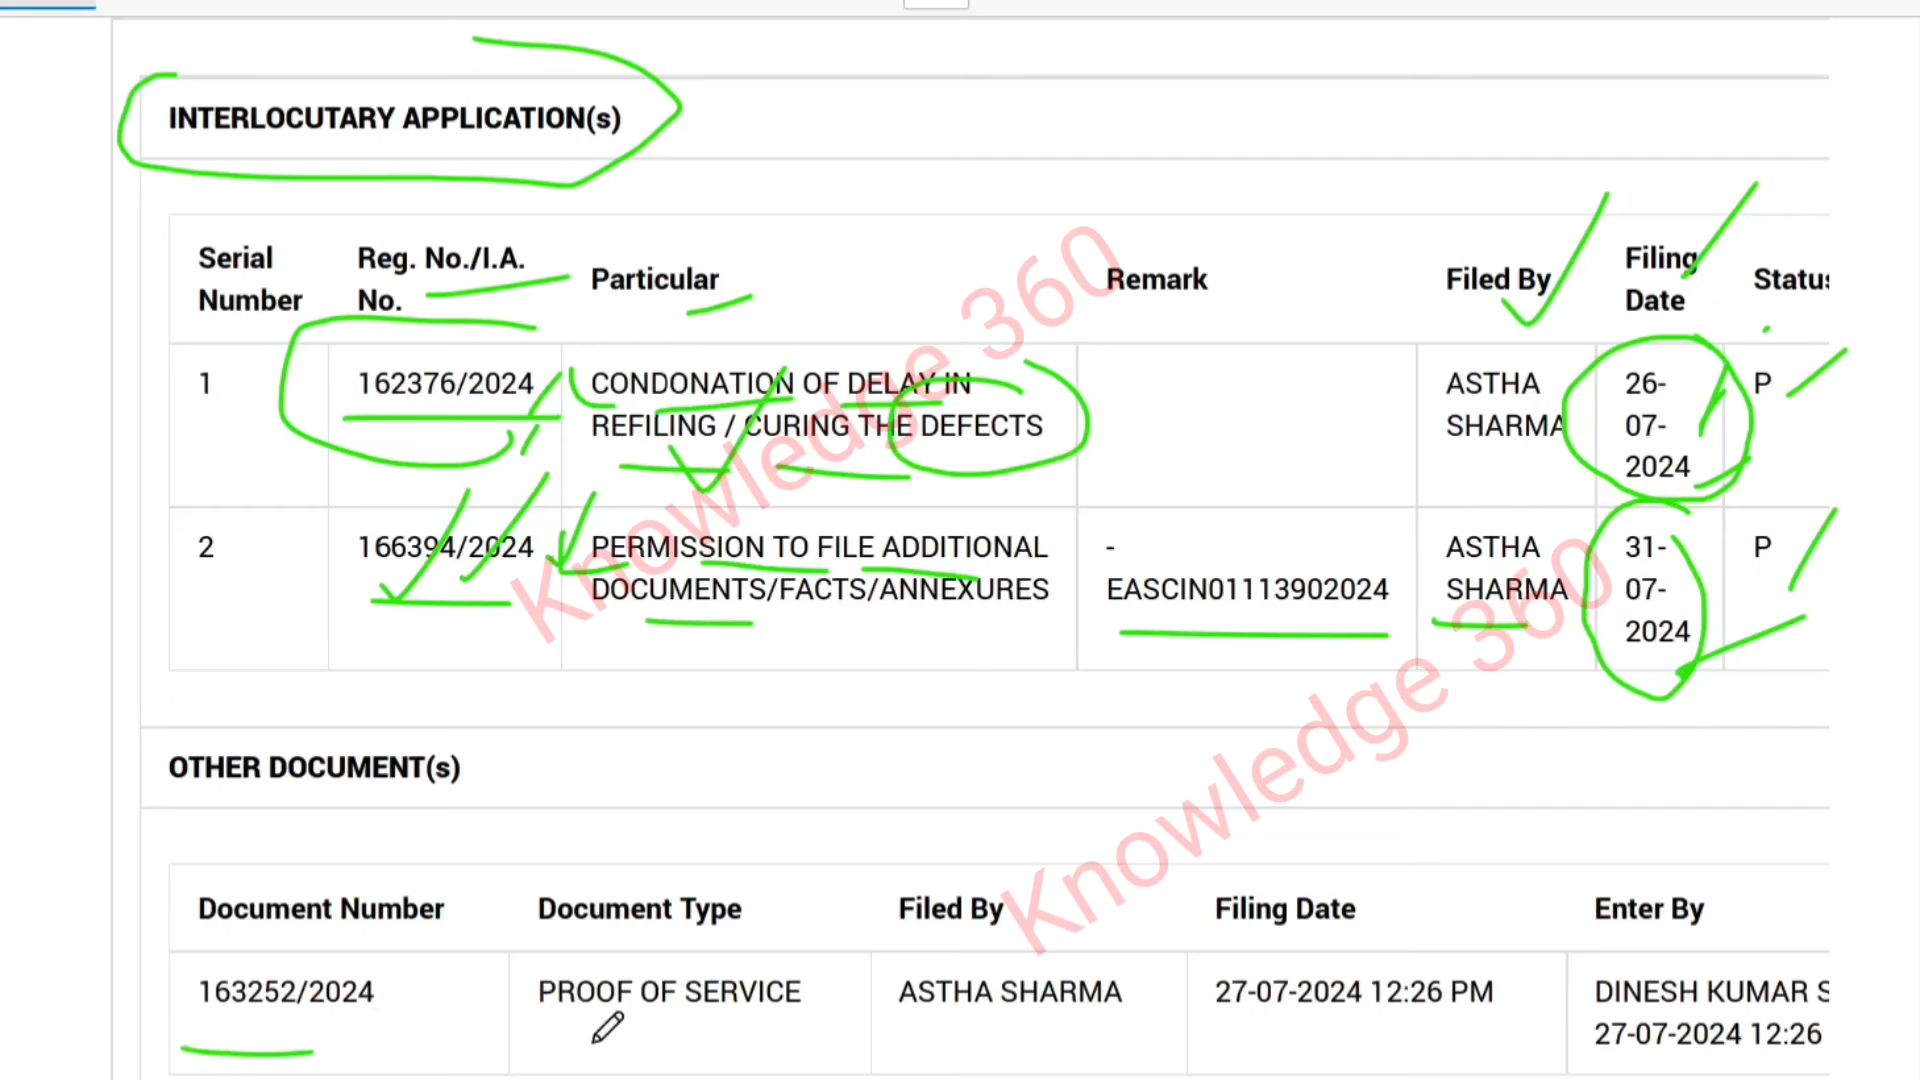 INTERLOCUTARY APPLICATION(s)
Serial Number Reg. No./I.A. No. Particular Remark Filed By Filing Date Status
1 162376/2024 CONDONATION OF DELAY IN REFILING / CURING THE DEFECTS ASTHA SHARMA 26-07-2024 P
2 166394/2024 PERMISSION TO FILE ADDITIONAL DOCUMENTS/FACTS/ANNEXURES - EASCIN01113902024 ASTHA SHARMA 31-07-2024 P
OTHER DOCUMENT(s)
Document Number Document Type Filed By Filing Date Enter By
163252/2024 PROOF OF SERVICE ASTHA SHARMA 27-07-2024 12:26 PM DINESH KUMAR S 27-07-2024 12:26
Knowledge 360
Knowledge 360